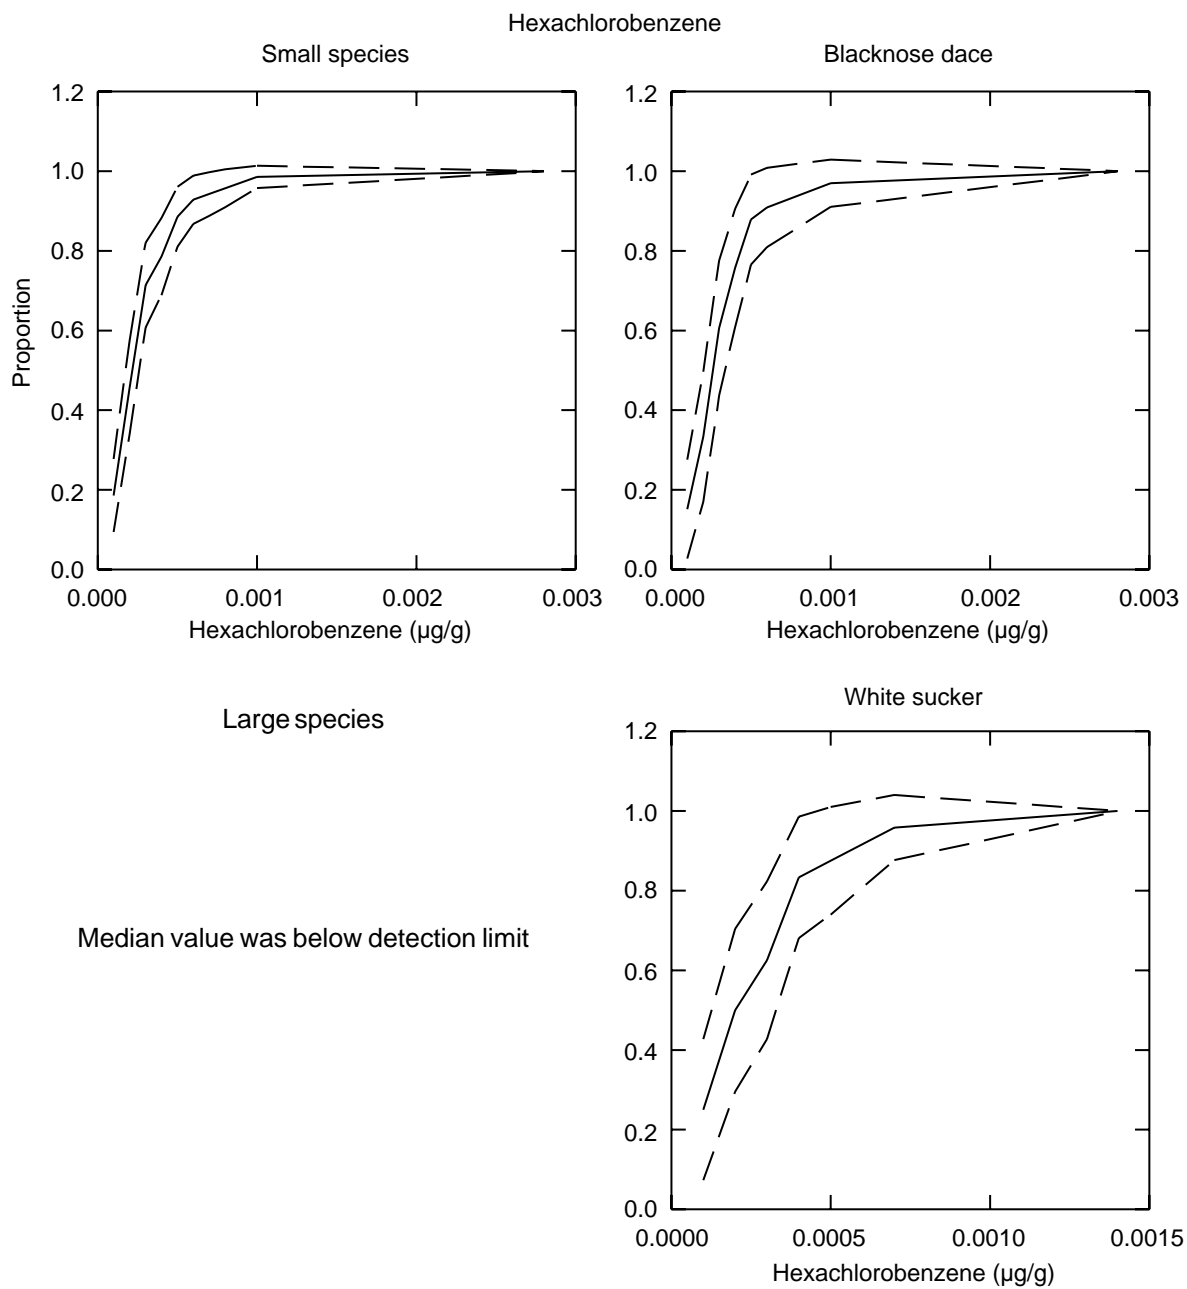 Hexachlorobenzene
Small species
Blacknose dace
1.2
1.0
0.8
0.6
0.4
0.2
0.0
Proportion
0.000 0.001 0.002 0.003
Hexachlorobenzene (µg/g)
1.2
1.0
0.8
0.6
0.4
0.2
0.0
0.000 0.001 0.002 0.003
Hexachlorobenzene (µg/g)
Large species
Median value was below detection limit
White sucker
1.2
1.0
0.8
0.6
0.4
0.2
0.0
0.0000 0.0005 0.0010 0.0015
Hexachlorobenzene (µg/g)